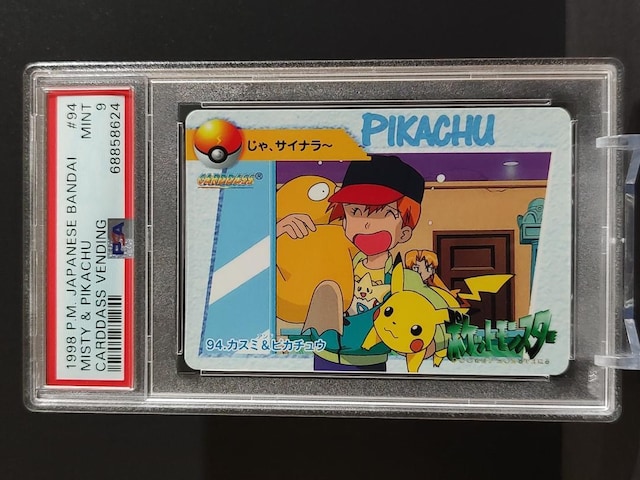 1998 P.M. JAPANESE BANDAI #94
MISTY & PIKACHU MINT
CARDDASS VENDING 9
68858624
PSA
PIKACHU
じゃ、サイナラ～
CARDDASS®
94.カスミ&ピカチュウ
ポケットモンスター